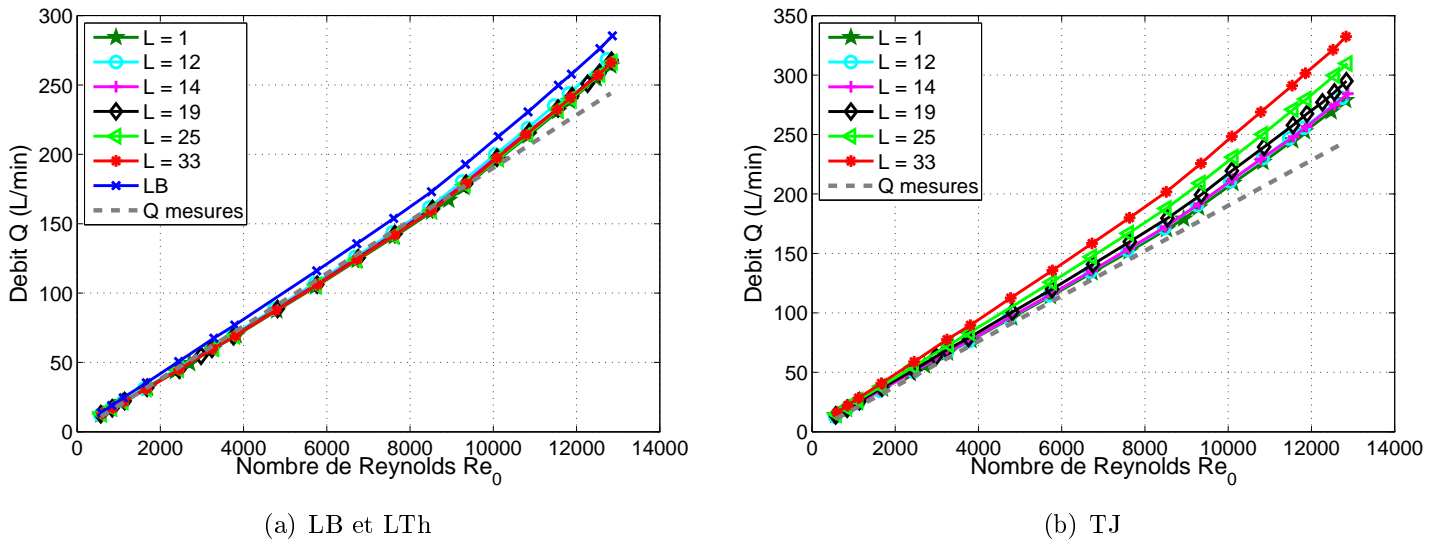 300
250
200
150
100
50
0
Debit Q (L/min)
L = 1
L = 12
L = 14
L = 19
L = 25
L = 33
LB
Q mesures
0 2000 4000 6000 8000 10000 12000 14000
Nombre de Reynolds Re0
(a) LB et LTh
350
300
250
200
150
100
50
0
Debit Q (L/min)
L = 1
L = 12
L = 14
L = 19
L = 25
L = 33
Q mesures
0 2000 4000 6000 8000 10000 12000 14000
Nombre de Reynolds Re0
(b) TJ